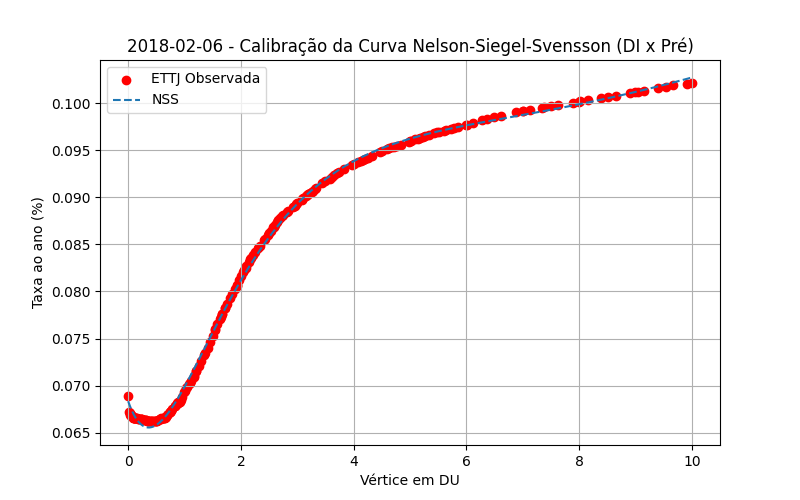 2018-02-06 - Calibração da Curva Nelson-Siegel-Svensson (DI x Pré)
ETTJ Observada
NSS
Taxa ao ano (%)
0.100
0.095
0.090
0.085
0.080
0.075
0.070
0.065
0 2 4 6 8 10
Vértice em DU